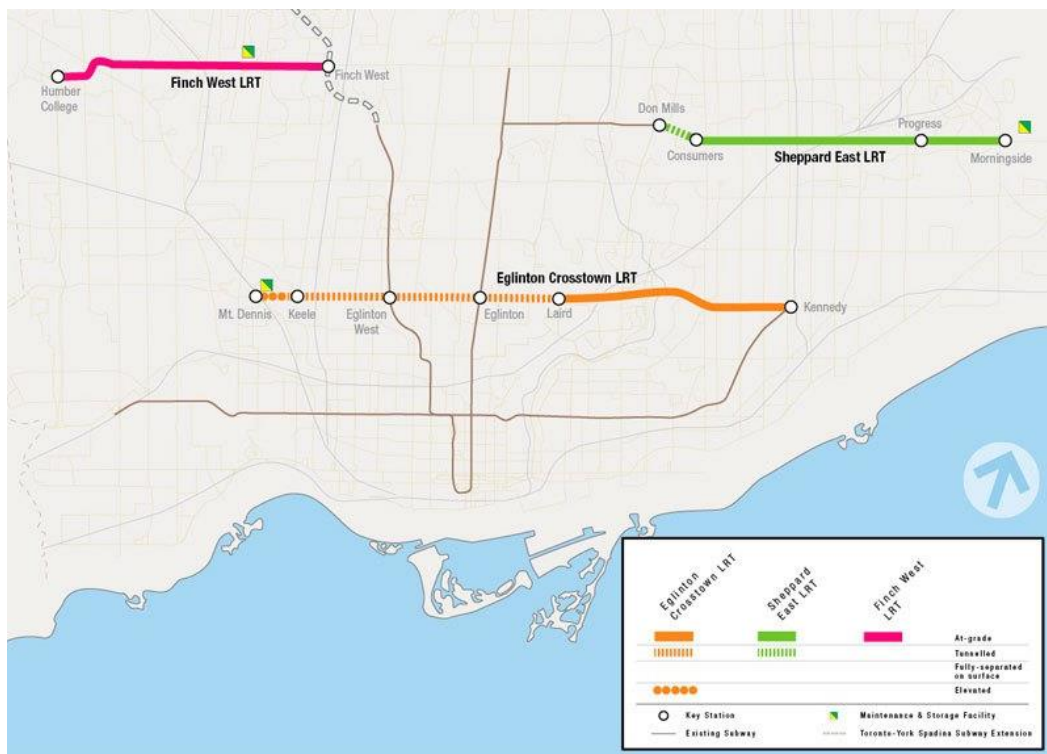 Humber
College
Finch West LRT
Finch West
Don Mills
Consumers
Sheppard East LRT
Progress
Morningside
Eglinton Crosstown LRT
Mt. Dennis
Keele
Eglinton
West
Eglinton
Laird
Kennedy
Eglinton
Crosstown LRT
Sheppard
East LRT
Finch West
LRT
At-grade
Tunnelled
Fully-separated
on surface
Elevated
Key Station
Maintenance & Storage Facility
Existing Subway
Toronto-York Spadina Subway Extension